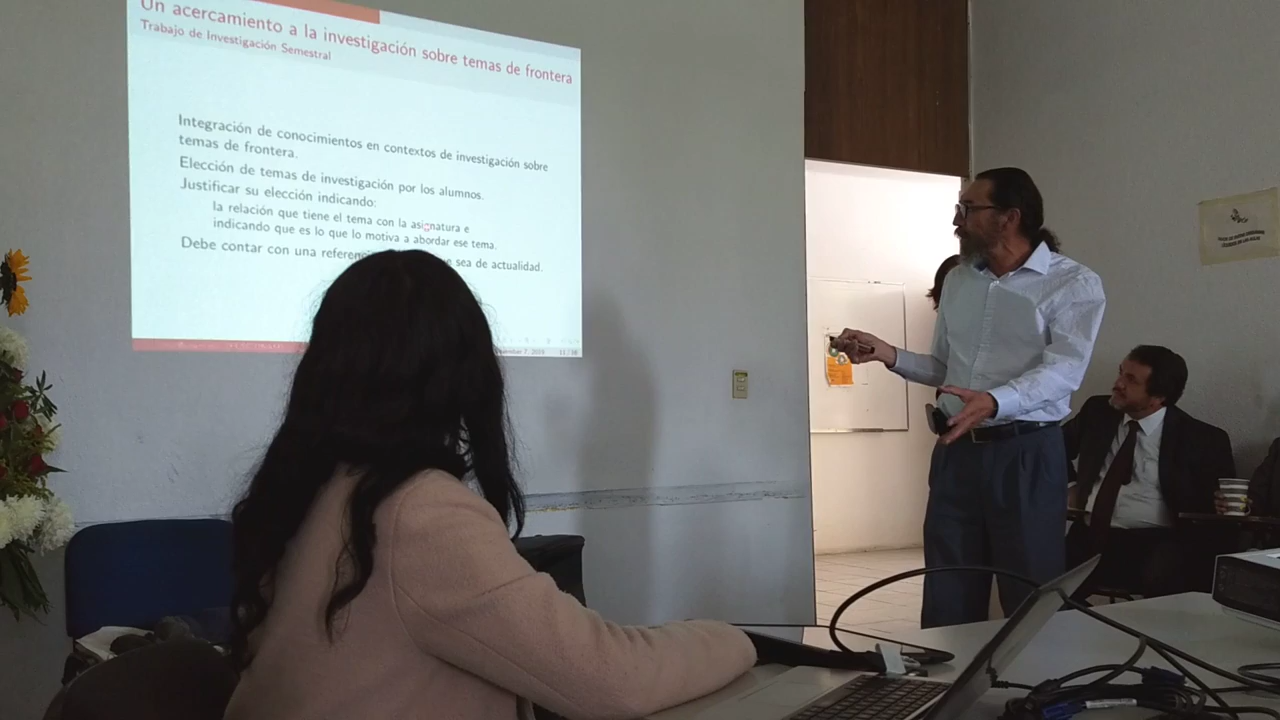 Un acercamiento a la investigación sobre temas de frontera
Trabajo de Investigación Semestral
Integración de conocimientos en contextos de investigación sobre
temas de frontera.
Elección de temas de investigación por los alumnos.
Justificar su elección indicando:
la relación que tiene el tema con la asignatura e
indicando que es lo que lo motiva a abordar ese tema.
Debe contar con una
sea de actualidad.
7, 2019 11 /